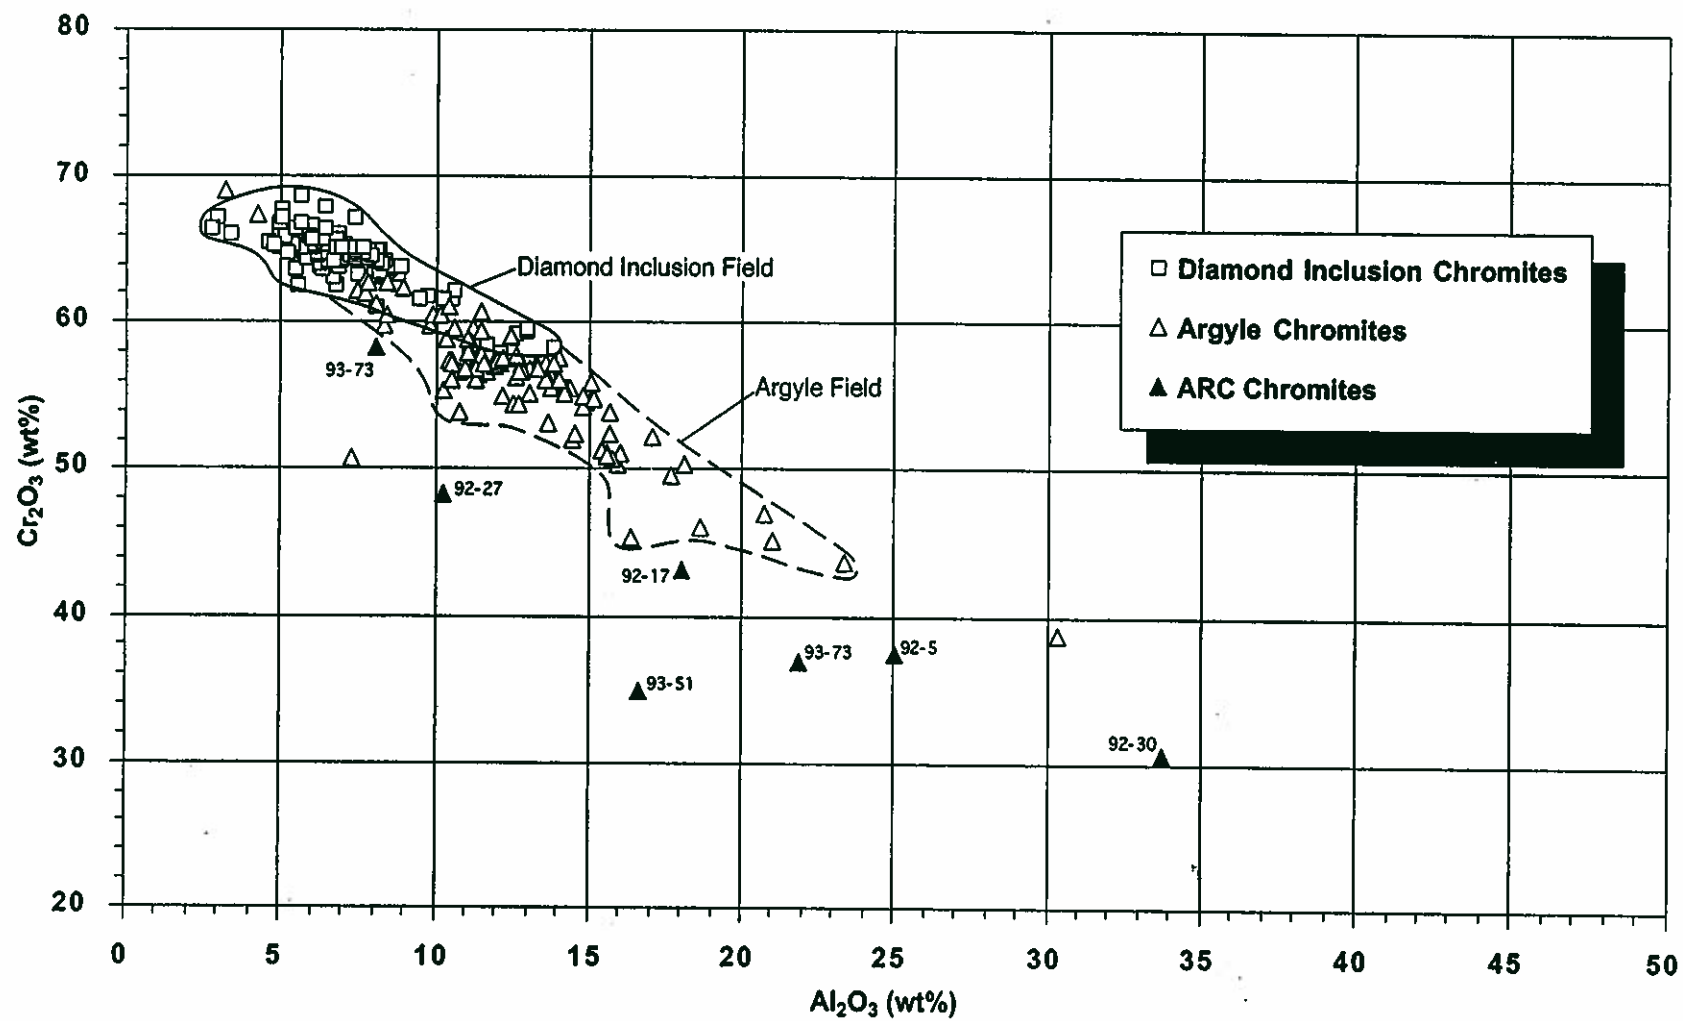 80
70
60
50
40
30
20
Cr₂O₃ (wt%)
0 5 10 15 20 25 30 35 40 45 50
Al₂O₃ (wt%)
Diamond Inclusion Field
Argyle Field
Diamond Inclusion Chromites
Argyle Chromites
ARC Chromites
93-73
92-27
92-17
93-73
92-5
93-51
92-30